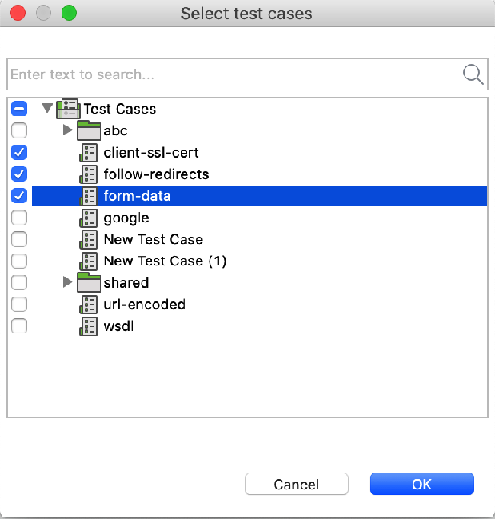 Select test cases
Enter text to search...
Test Cases
abc
client-ssl-cert
follow-redirects
form-data
google
New Test Case
New Test Case (1)
shared
url-encoded
wsdl
Cancel OK